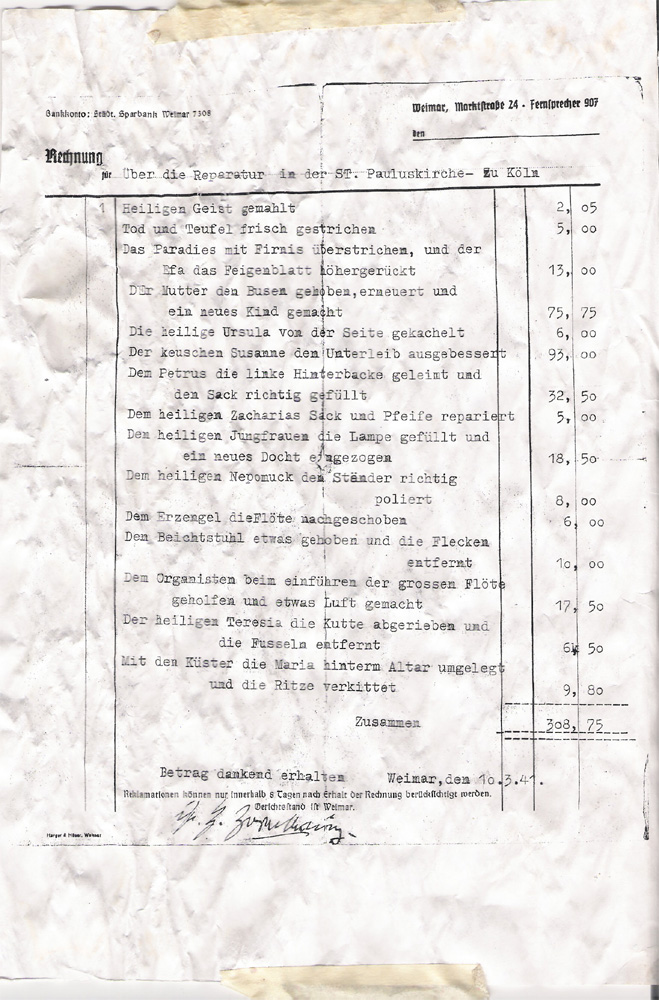 Bankkonto: Städt. Sparbank Weimar 7308
Weimar, Marktstraße 24 - Fernsprecher 907
den
Rechnung
für Über die Reparatur in der ST. Pauluskirche- zu Köln
1 Heiligen Geist gemahlt 2, 05
Tod und Teufel frisch gestrichen 5, 00
Das Paradies mit Firnis überstrichen, und der
Efa das Feigenblatt höhergerückt 13, 00
DEr Mutter den Busen gehoben,erneuert und
ein neues Kind gemacht 75, 75
Die heilige Ursula von der Seite gekachelt 6, 00
Der keuschen Susanne den Unterleib ausgebessert 93, 00
Dem Petrus die linke Hinterbacke geleimt und
den Sack richtig gefüllt 32, 50
Dem heiligen Zacharias Sack und Pfeife repariert 5, 00
Den heiligen Jungfrauen die Lampe gefüllt und
ein neues Docht eingezogen 18, 50
Dem heiligen Nepomuck den Ständer richtig
poliert 8, 00
Dem Erzengel dieFlöte nachgeschoben 6, 00
Den Beichtstuhl etwas gehoben und die Flecken
entfernt 10, 00
Dem Organisten beim einführen der grossen Flöte
geholfen und etwas Luft gemacht 17, 50
Der heiligen Teresia die Kutte abgerieben und
die Fusseln entfernt 6, 50
Mit den Küster die Maria hinterm Altar umgelegt
und die Ritze verkittet 9, 80
Zusammen 308, 75
Betrag dankend erhalten Weimar,den 10.3.41.
Reklamationen können nur innerhalb 8 Tagen nach Erhalt der Rechnung berücksichtigt werden.
Gerichtsstand ist Weimar.